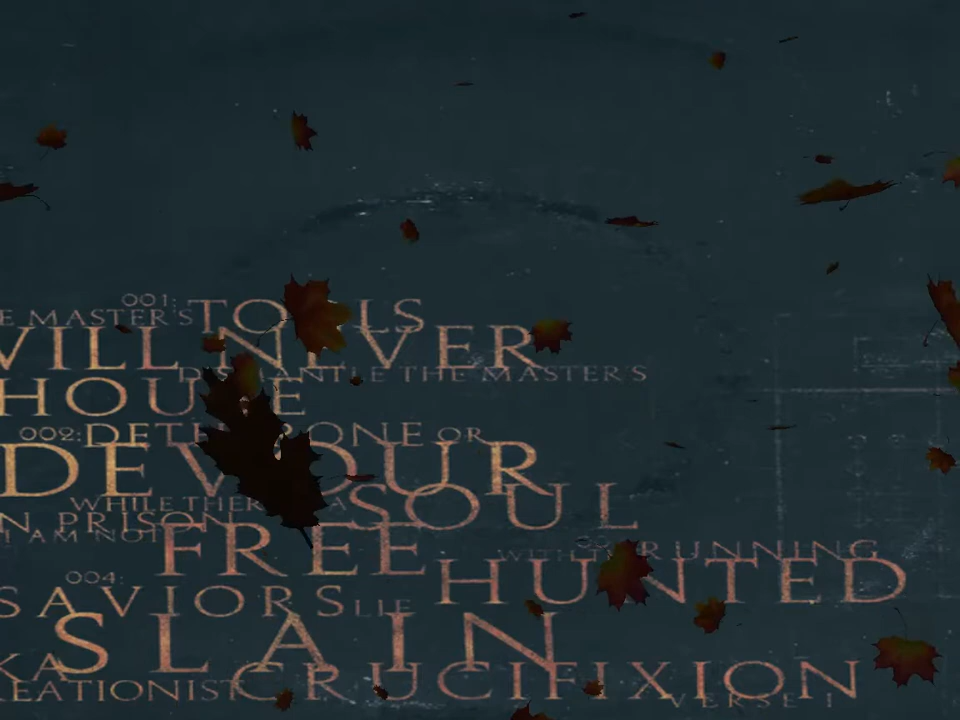 001: TOOLS
E MASTER'S
WILL NEVER
DISMANTLE THE MASTER'S
HOUSE
002: DETHRONE OR
DEVOUR
WHILE THERE A
SOUL
N PRISON
I AM NOT
FREE
WITH RUNNING
HUNTED
004:
SAVIORS LIE
SLAIN
KA
REATIONIST CRUCIFIXION
VERSE I